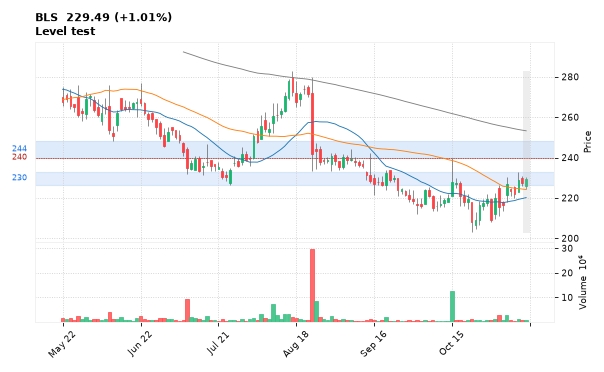 BLS 229.49 (+1.01%)
Level test
280
260
244
240
240
230
220
200
Price
30
20
10
Volume 10⁴
May 22
Jun 22
Jul 21
Aug 18
Sep 16
Oct 15